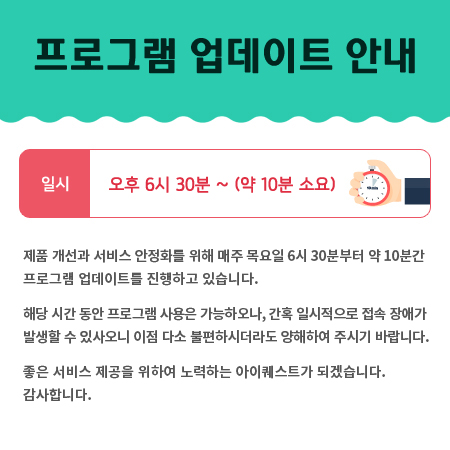 프로그램 업데이트 안내
일시
오후 6시 30분 ~ (약 10분 소요)
제품 개선과 서비스 안정화를 위해 매주 목요일 6시 30분부터 약 10분간
프로그램 업데이트를 진행하고 있습니다.
해당 시간 동안 프로그램 사용은 가능하오나, 간혹 일시적으로 접속 장애가
발생할 수 있사오니 이점 다소 불편하시더라도 양해하여 주시기 바랍니다.
좋은 서비스 제공을 위하여 노력하는 아이퀘스트가 되겠습니다.
감사합니다.